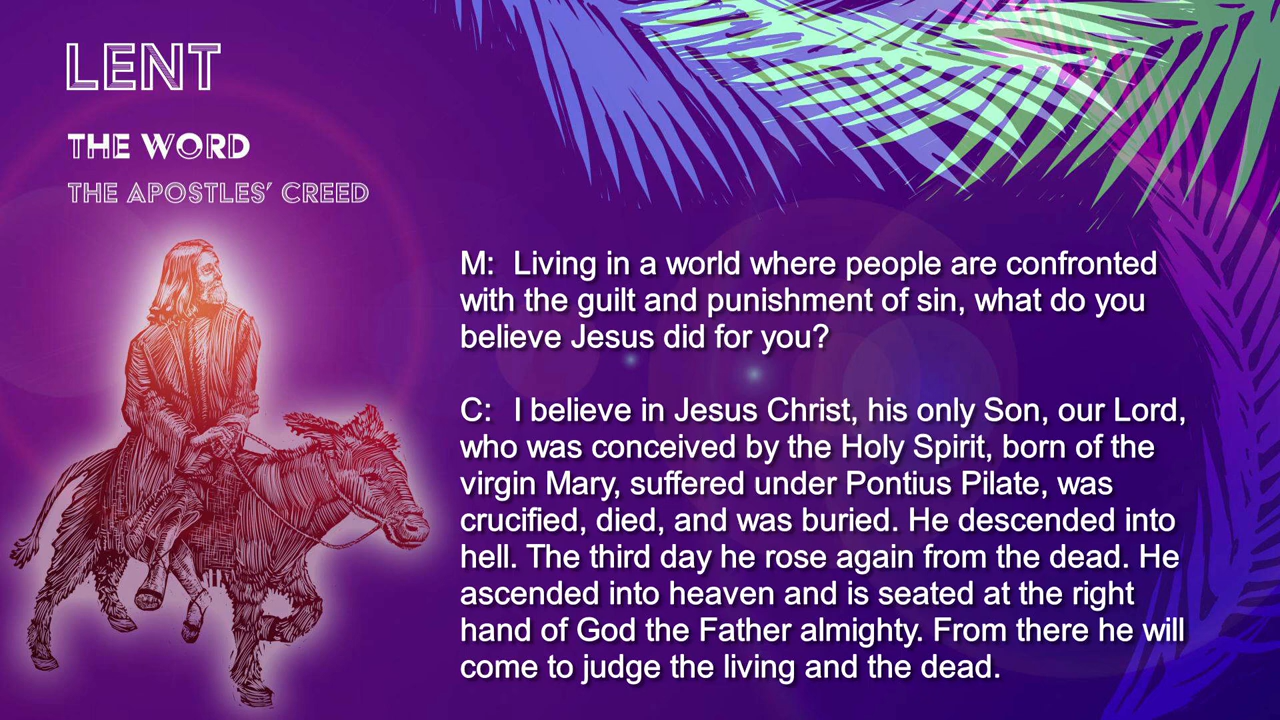 LENT
THE WORD
THE APOSTLES’ CREED
M: Living in a world where people are confronted
with the guilt and punishment of sin, what do you
believe Jesus did for you?
C: I believe in Jesus Christ, his only Son, our Lord,
who was conceived by the Holy Spirit, born of the
virgin Mary, suffered under Pontius Pilate, was
crucified, died, and was buried. He descended into
hell. The third day he rose again from the dead. He
ascended into heaven and is seated at the right
hand of God the Father almighty. From there he will
come to judge the living and the dead.